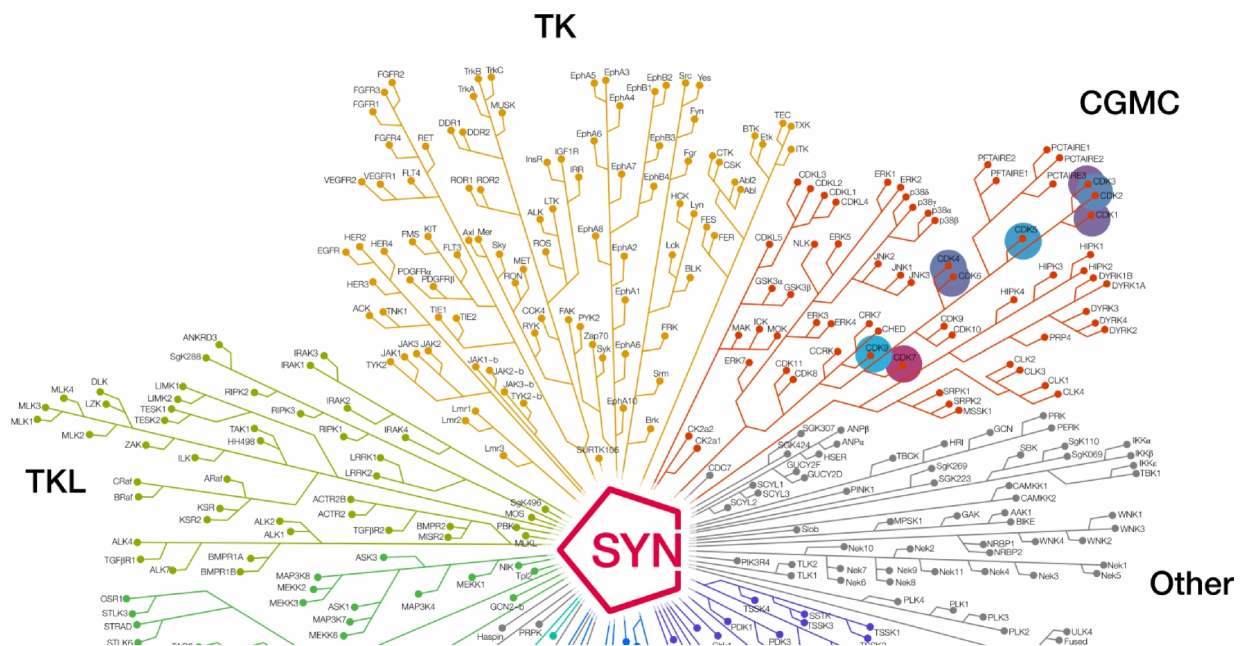 TK
CGMC
TKL
Other
SYN
FGFR2
FGFR3
FGFR1
FGFR4
RET
VEGFR2
VEGFR1
FLT4
TrkB
TrkC
TrkA
MUSK
DDR1
DDR2
ROR1
ROR2
HER2
EGFR
HER4
HER3
FMS
KIT
FLT3
PDGFRα
PDGFRβ
Axl
Mer
Sky
MET
RON
ACK
TNK1
TIE1
TIE2
JAK3
JAK2
JAK1
TYK2
JAK1~b
JAK2~b
JAK3~b
TYK2~b
Lmr1
Lmr2
Lmr3
InsR
IGF1R
IRR
LTK
ALK
ROS
CCK4
RYK
FAK
PYK2
Zap70
Syk
SURTK106
EphA5
EphA3
EphA4
EphA6
EphA7
EphA8
EphA2
EphA1
EphA6
EphA10
EphB2
EphB1
EphB3
EphB4
Src
Yes
Fyn
Fgr
HCK
Lyn
Lck
BLK
FRK
Srm
Brk
CTK
CSK
Abl2
Abl
FES
FER
TEC
TXK
BTK
Etk
ITK
CDKL3
CDKL2
CDKL1
CDKL4
CDKL5
ERK1
ERK2
p38δ
p38γ
p38α
p38β
NLK
ERK5
JNK2
JNK1
JNK3
GSK3α
GSK3β
MAK
ICK
MOK
ERK3
ERK4
ERK7
CDK11
CDK8
CCRK
CRK7
CHED
CDK9
CDK7
CDK9
CDK10
CDK4
CDK6
CDK5
PFTAIRE2
PFTAIRE1
PCTAIRE1
PCTAIRE2
PCTAIRE3
CDK3
CDK2
CDK1
HIPK1
HIPK2
HIPK3
HIPK4
DYRK1B
DYRK1A
DYRK3
DYRK4
DYRK2
PRP4
CLK2
CLK3
CLK1
CLK4
SRPK1
SRPK2
MSSK1
CK2a2
CK2a1
CDC7
SGK307
SGK424
ANPβ
ANPα
HSER
GUCY2F
GUCY2D
SCYL1
SCYL3
SCYL2
PINK1
TBCK
HRI
GCN
PRK
PERK
SgK269
SGK223
SBK
SgK110
SgK069
IKKα
IKKβ
IKKε
TBK1
CAMKK1
CAMKK2
Slob
MPSK1
GAK
AAK1
BIKE
NRBP1
NRBP2
WNK1
WNK3
WNK4
WNK2
PIK3R4
TLK2
TLK1
Nek10
Nek2
Nek7
Nek6
Nek9
Nek8
Nek11
Nek4
Nek3
Nek1
Nek5
PLK4
PLK1
PLK3
PLK2
ULK4
Fused
TSSK4
SSTK
TSSK3
TSSK1
PDK1
PDK3
ANKRD3
SgK288
IRAK3
IRAK1
IRAK2
IRAK4
LIMK1
LIMK2
TESK1
TESK2
RIPK2
RIPK3
RIPK1
DLK
LZK
MLK4
MLK3
MLK1
MLK2
TAK1
HH498
ZAK
ILK
LRRK1
LRRK2
CRaf
BRaf
ARaf
KSR
KSR2
ACTR2B
ACTR2
TGFβR2
BMPR2
MISR2
ALK2
ALK1
ALK4
TGFβR1
ALK7
BMPR1A
BMPR1B
SgK496
MOS
PBK
MLKL
ASK3
NIK
Tpl2
MEKK1
MAP3K8
MEKK2
MEKK3
ASK1
MAP3K4
MAP3K7
MEKK6
GCN2~b
PRPK
Haspin
OSR1
STLK3
STRAD
STLK6